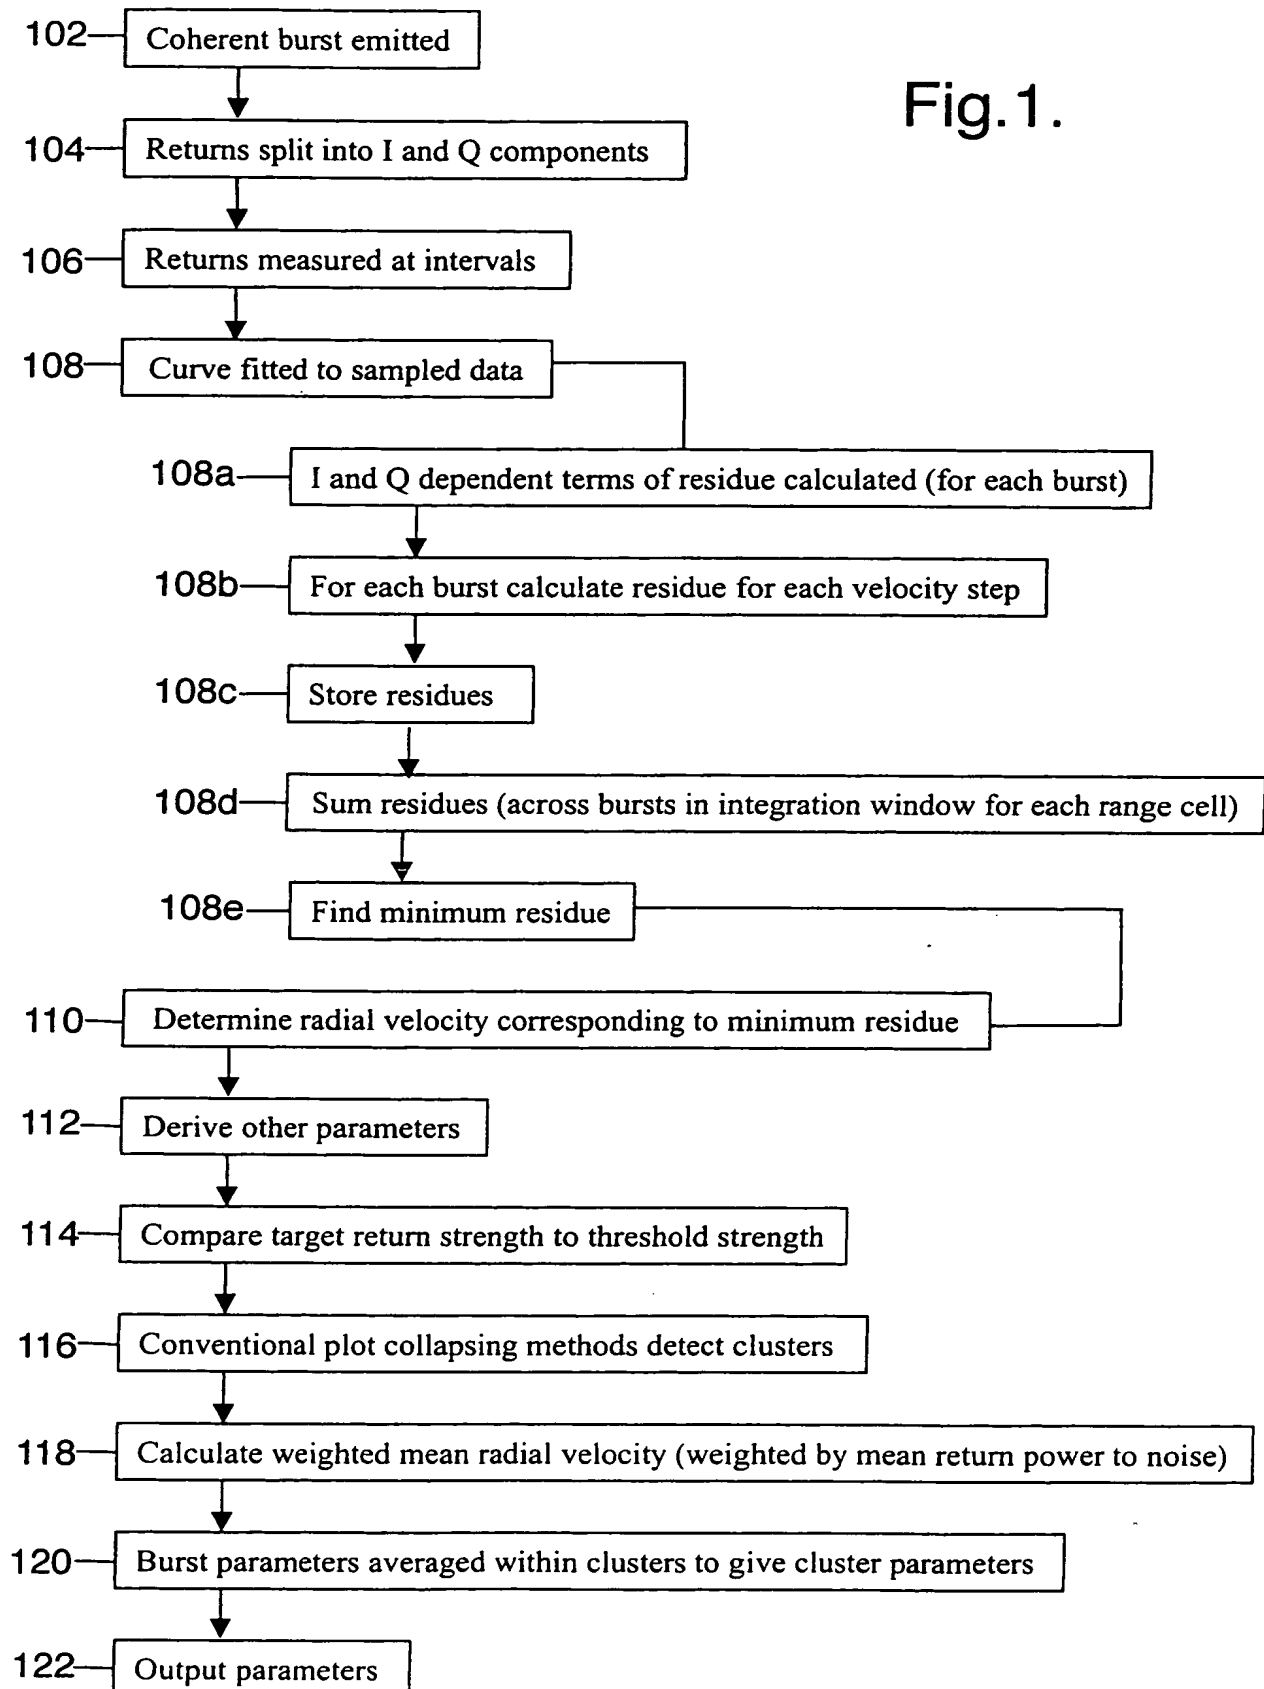 Fig.1.
102 Coherent burst emitted
104 Returns split into I and Q components
106 Returns measured at intervals
108 Curve fitted to sampled data
108a I and Q dependent terms of residue calculated (for each burst)
108b For each burst calculate residue for each velocity step
108c Store residues
108d Sum residues (across bursts in integration window for each range cell)
108e Find minimum residue
110 Determine radial velocity corresponding to minimum residue
112 Derive other parameters
114 Compare target return strength to threshold strength
116 Conventional plot collapsing methods detect clusters
118 Calculate weighted mean radial velocity (weighted by mean return power to noise)
120 Burst parameters averaged within clusters to give cluster parameters
122 Output parameters